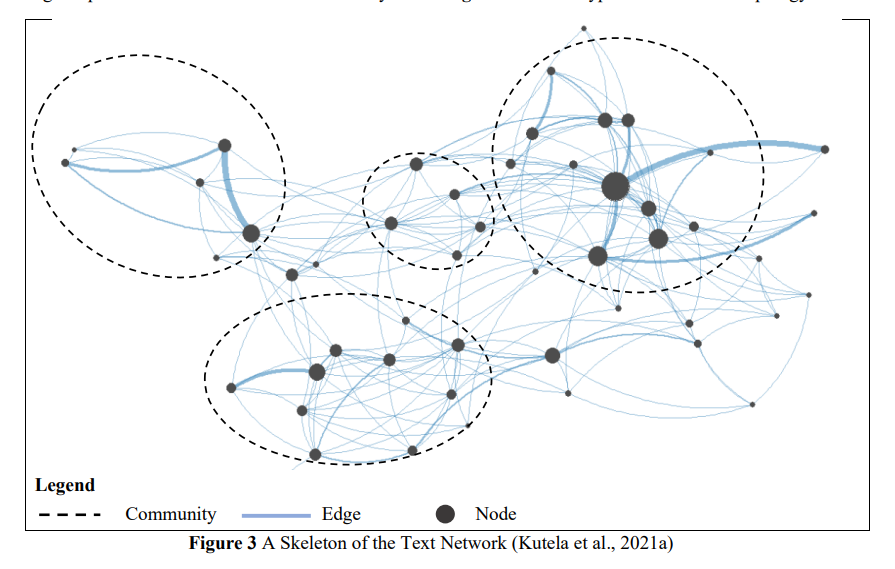 Legend
Community
Edge
Node
Figure 3 A Skeleton of the Text Network (Kutela et al., 2021a)